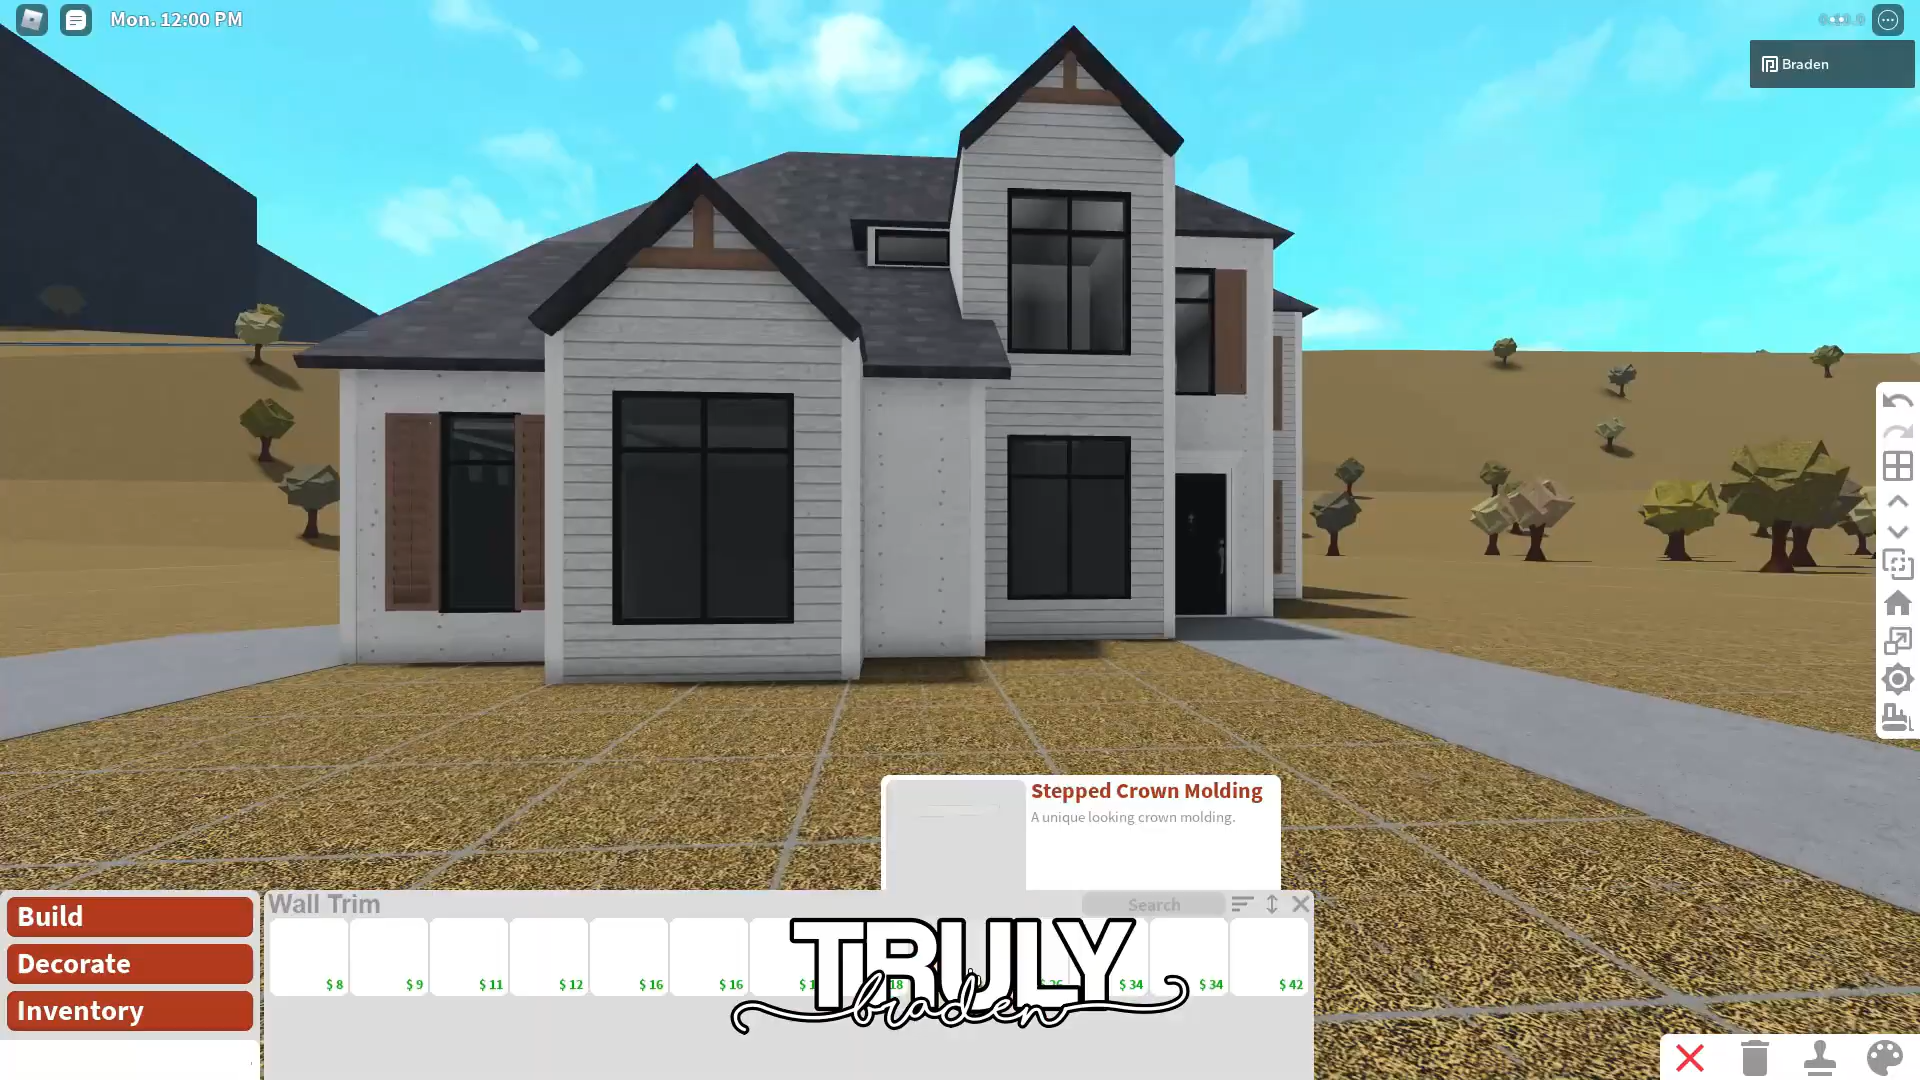 Mon. 12:00 PM
Braden
Stepped Crown Molding
A unique looking crown molding.
Build
Decorate
Inventory
Wall Trim
Search
$ 8
$ 9
$ 11
$ 12
$ 16
$ 16
18
$ 34
$ 34
$ 42
TRULY
braden